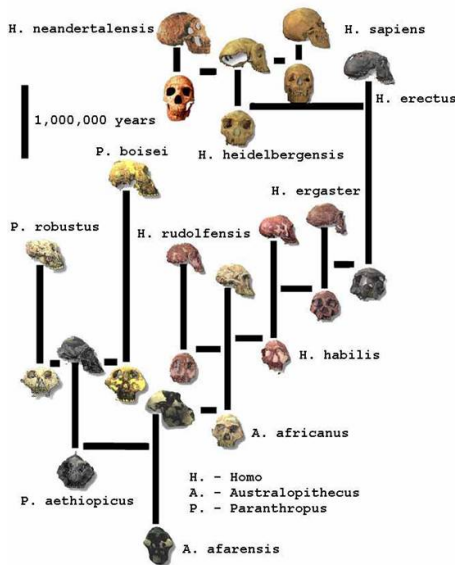 H. neandertalensis
H. sapiens
H. erectus
1,000,000 years
H. heidelbergensis
P. boisei
H. ergaster
P. robustus
H. rudolfensis
H. habilis
A. africanus
H. - Homo
A. - Australopithecus
P. - Paranthropus
P. aethiopicus
A. afarensis